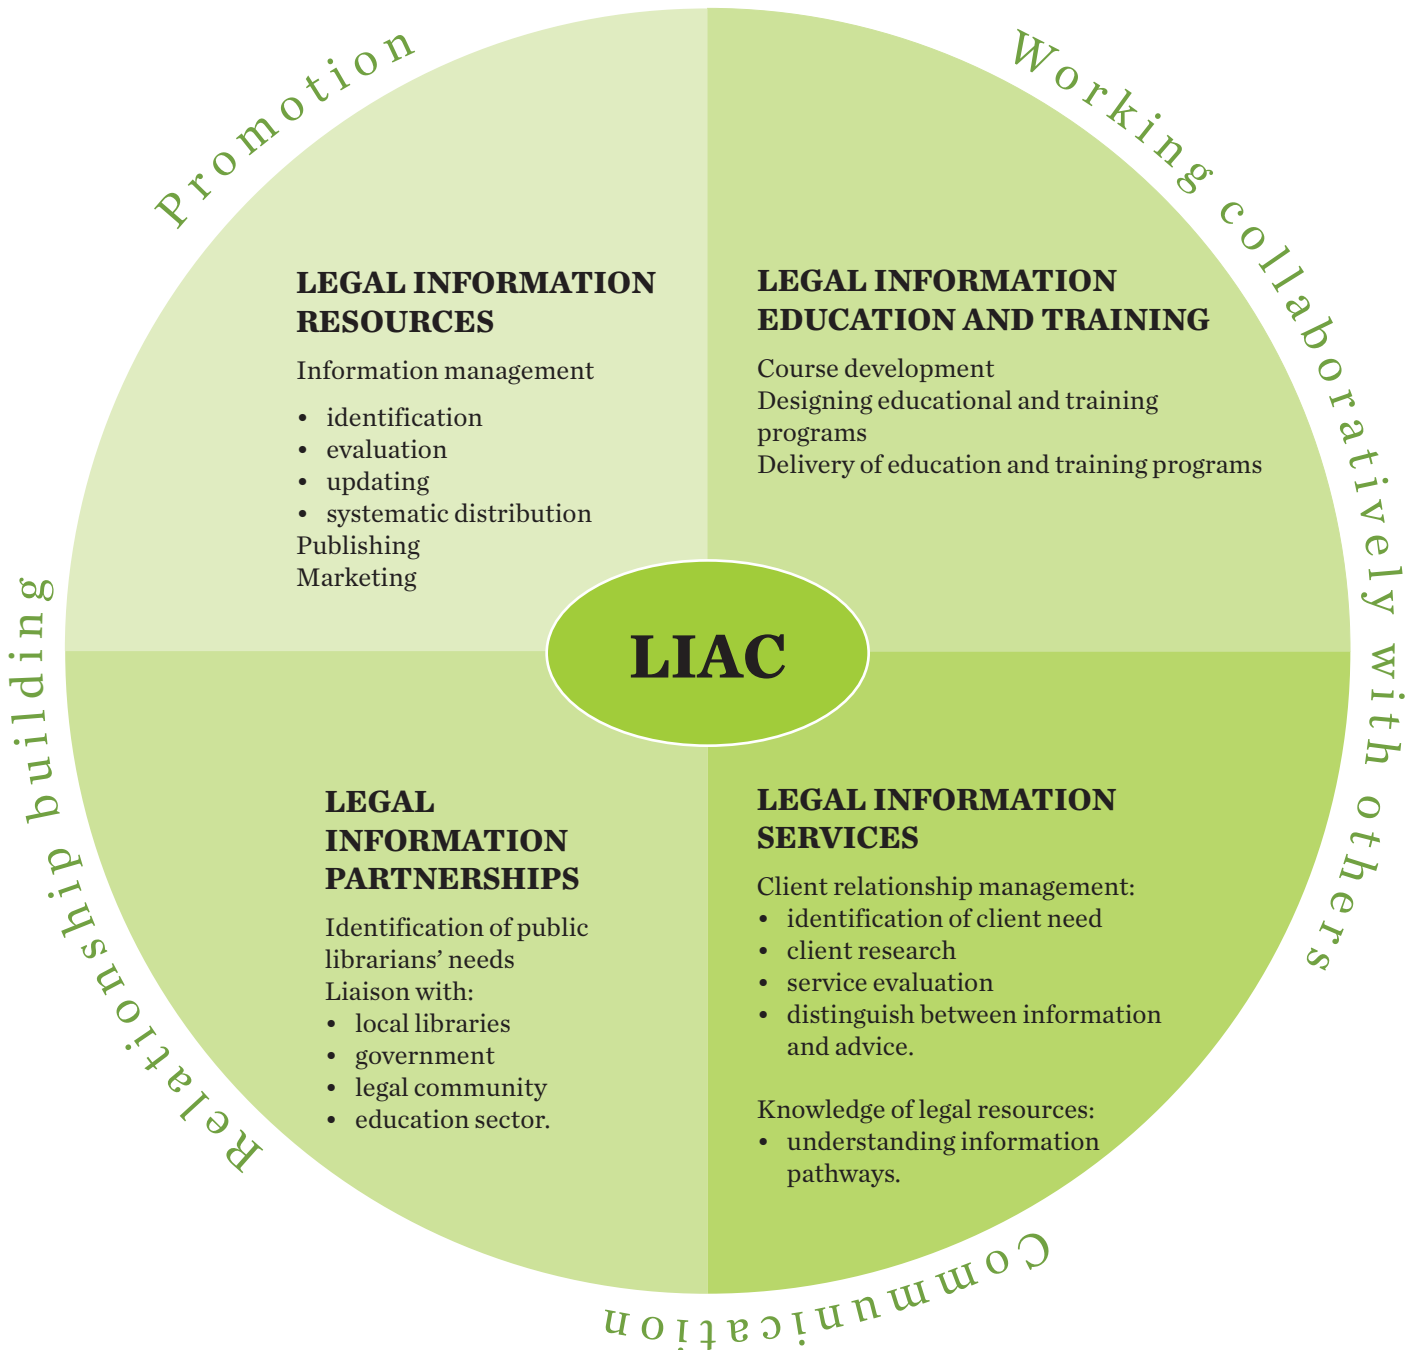 Promotion
Working collaboratively with others
LEGAL INFORMATION
RESOURCES
Information management
• identification
• evaluation
• updating
• systematic distribution
Publishing
Marketing
LEGAL INFORMATION
EDUCATION AND TRAINING
Course development
Designing educational and training
programs
Delivery of education and training programs
LIAC
LEGAL
INFORMATION
PARTNERSHIPS
Identification of public
librarians’ needs
Liaison with:
• local libraries
• government
• legal community
• education sector.
LEGAL INFORMATION
SERVICES
Client relationship management:
• identification of client need
• client research
• service evaluation
• distinguish between information
and advice.
Knowledge of legal resources:
• understanding information
pathways.
Relationship building
Communication